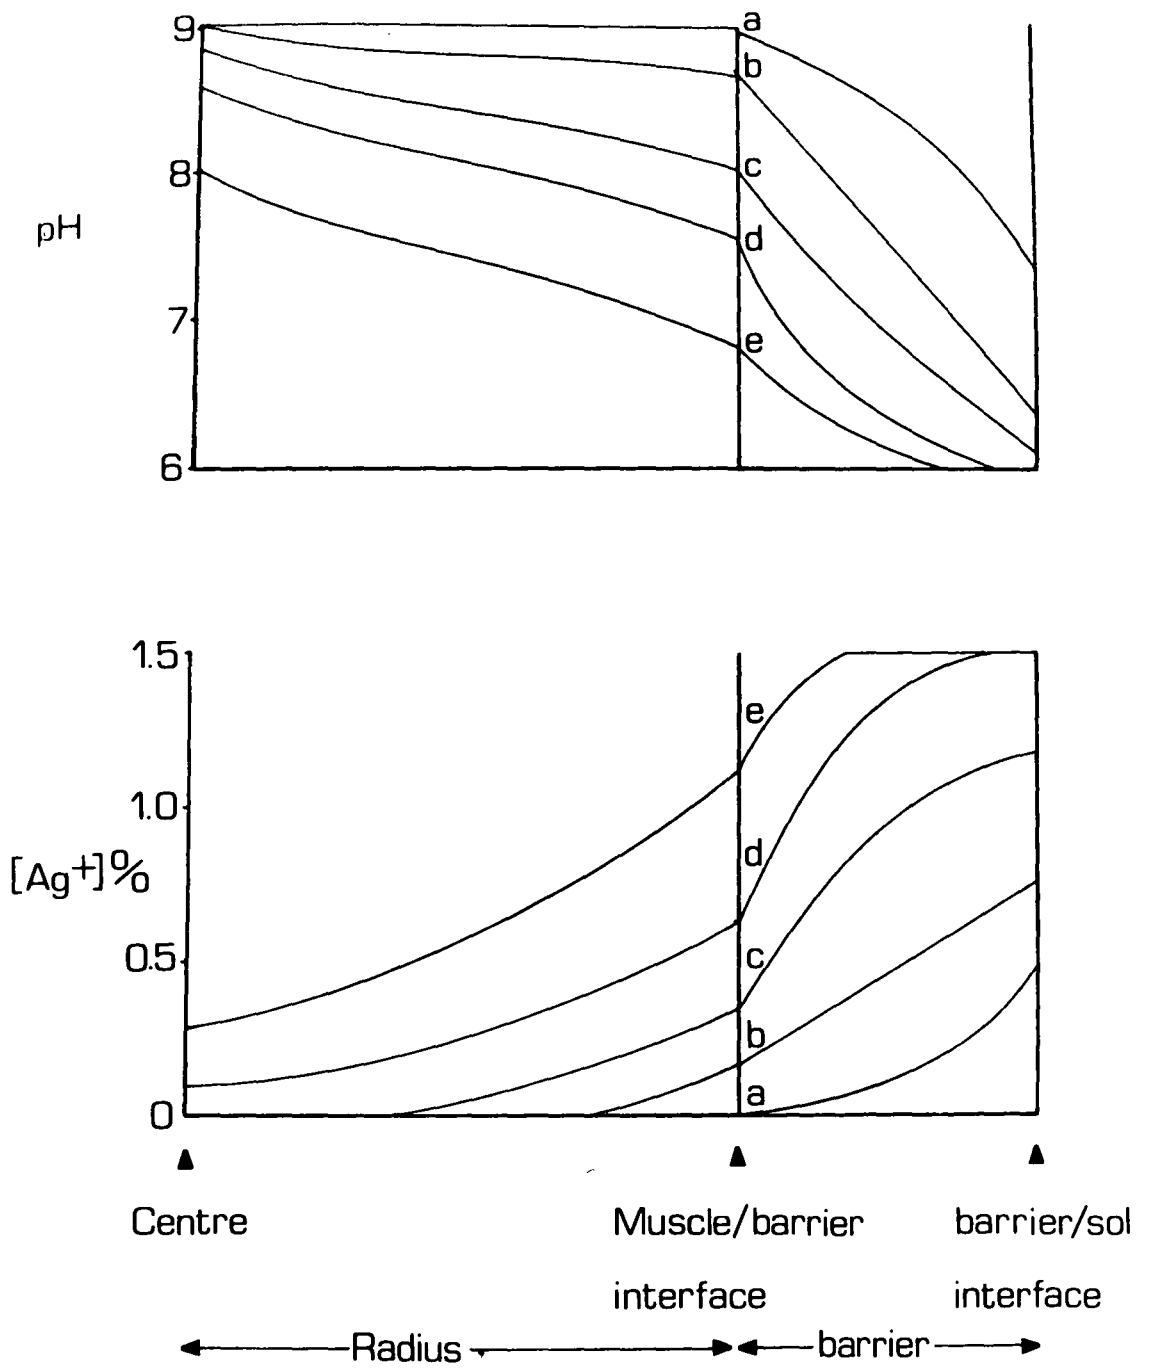 9
a
b
8
c
pH
d
7
e
6
1.5
e
1.0
d
[Ag+]%
0.5
c
b
a
0
Centre
Muscle/barrier
interface
barrier/sol
interface
Radius
barrier